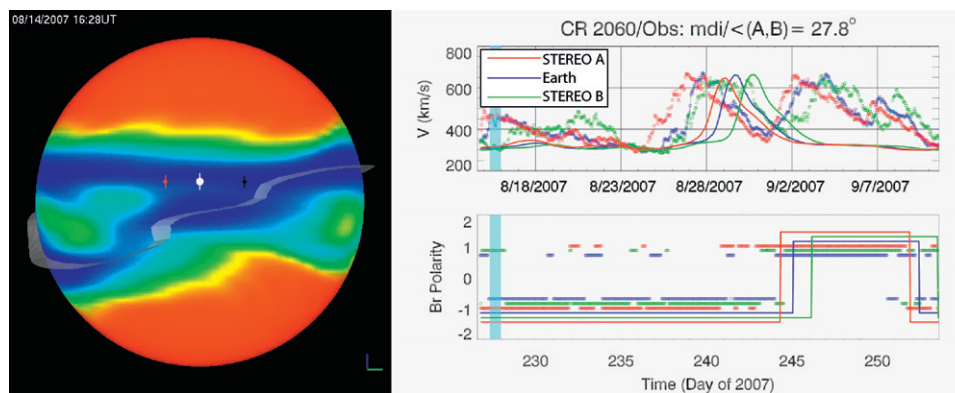 08/14/2007 16:28UT
CR 2060/Obs: mdi/<(A,B)= 27.8°
800
600
400
200
V (km/s)
STEREO A
Earth
STEREO B
8/18/2007 8/23/2007 8/28/2007 9/2/2007 9/7/2007
2
1
0
-1
-2
Br Polarity
230 235 240 245 250
Time (Day of 2007)